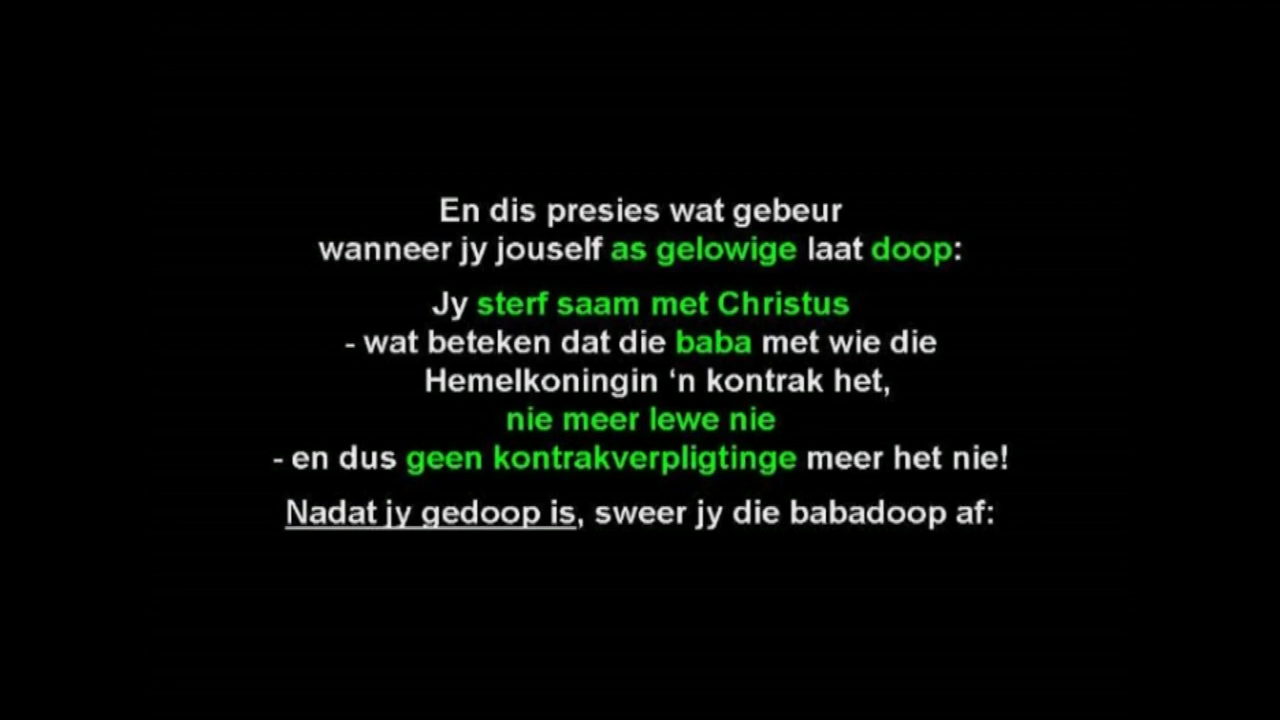 En dis presies wat gebeur
wanneer jy jouself as gelowige laat doop:
Jy sterf saam met Christus
- wat beteken dat die baba met wie die
Hemelkoningin ‘n kontrak het,
nie meer lewe nie
- en dus geen kontrakverpligtinge meer het nie!
Nadat jy gedoop is, sweer jy die babadoop af: